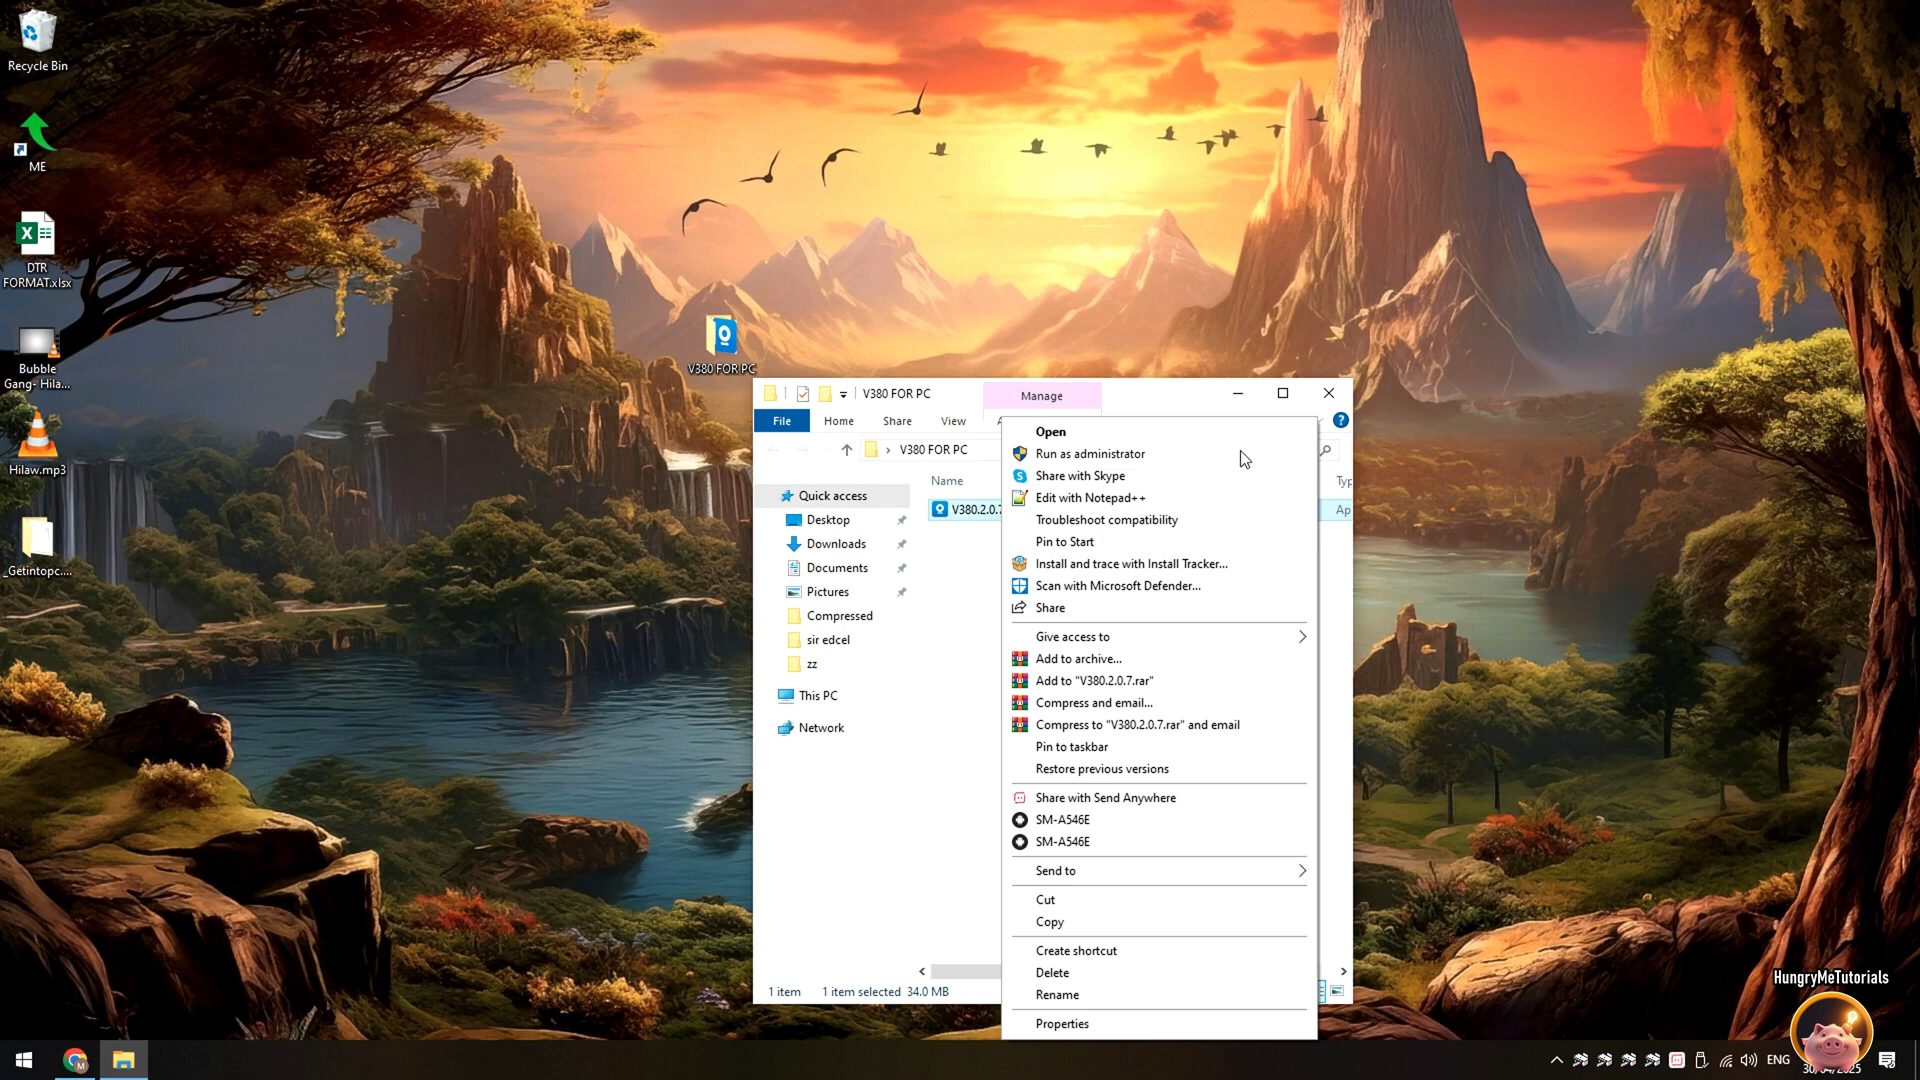 Recycle Bin
ME
DTR
FORMAT.xlsx
Bubble
Gang- Hila...
Hilaw.mp3
_Getintopc....
V380 FOR PC
V380 FOR PC
Manage
File
Home
Share
View
V380 FOR PC
Name
Typ
V380.2.0.7
Ap
Quick access
Desktop
Downloads
Documents
Pictures
Compressed
sir edcel
zz
This PC
Network
1 item
1 item selected 34.0 MB
Open
Run as administrator
Share with Skype
Edit with Notepad++
Troubleshoot compatibility
Pin to Start
Install and trace with Install Tracker...
Scan with Microsoft Defender...
Share
Give access to
Add to archive...
Add to "V380.2.0.7.rar"
Compress and email...
Compress to "V380.2.0.7.rar" and email
Pin to taskbar
Restore previous versions
Share with Send Anywhere
SM-A546E
SM-A546E
Send to
Cut
Copy
Create shortcut
Delete
Rename
Properties
HungryMeTutorials
ENG